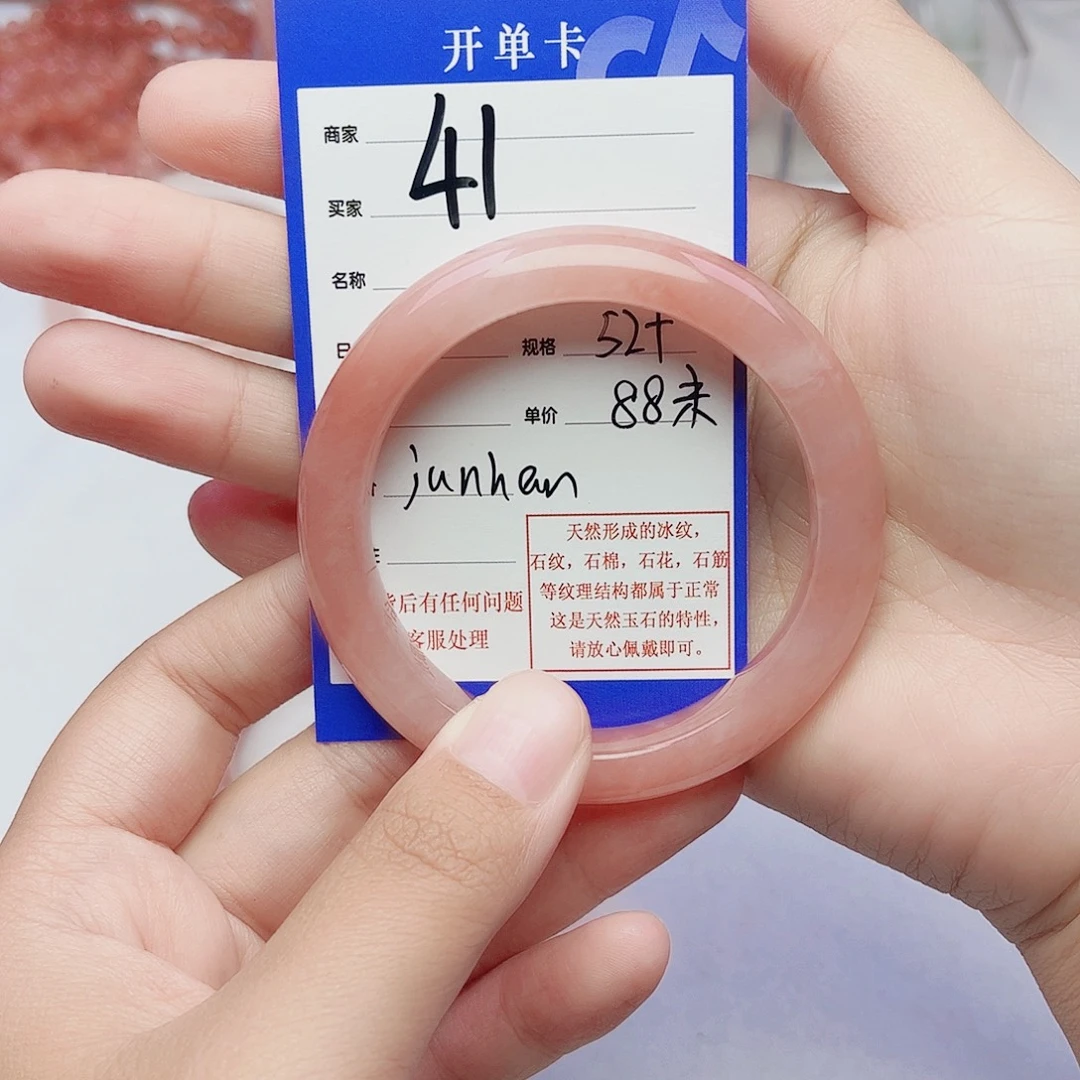 开单卡
商家 41
买家
名称
规格 52+
单价 88米
junhan
后有任何问题
客服处理
天然形成的冰纹，
石纹，石棉，石花，石筋
等纹理结构都属于正常
这是天然玉石的特性，
请放心佩戴即可。